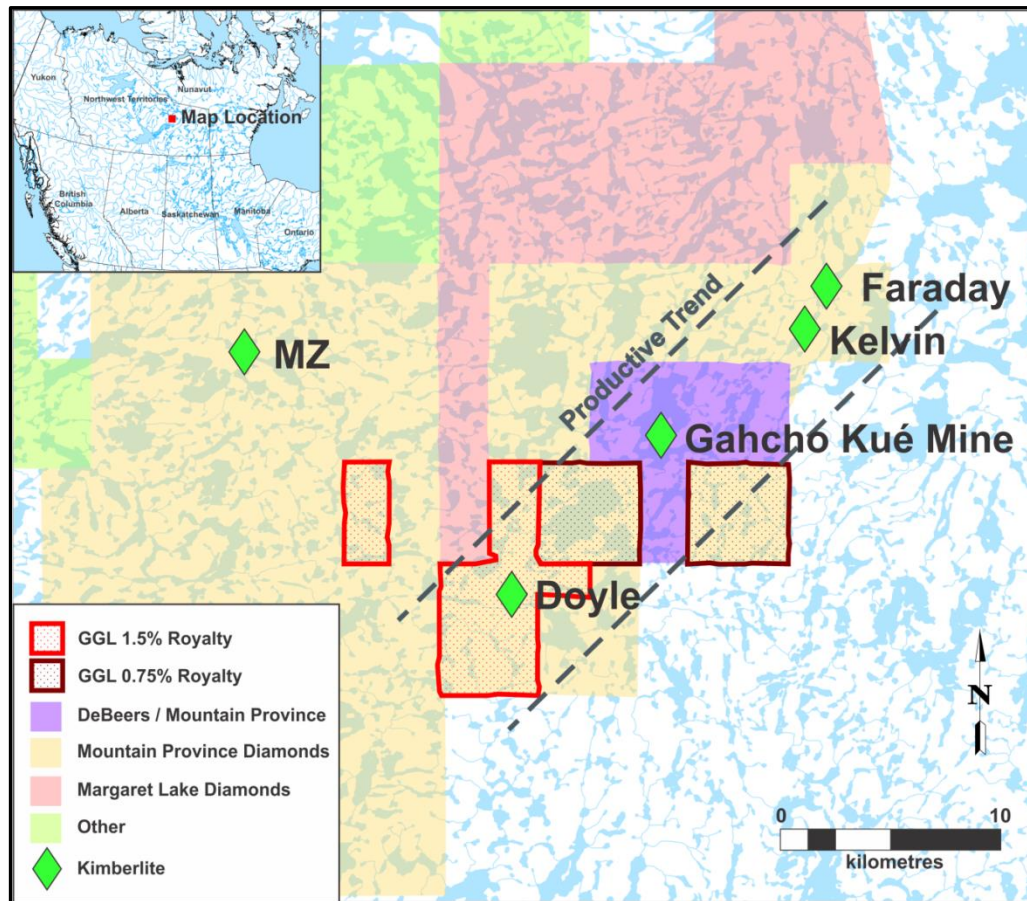 Yukon
Nunavut
Northwest Territories
Map Location
British
Columbia
Alberta
Saskatchewan
Manitoba
Ontario
Productive Trend
Faraday
Kelvin
MZ
Gahcho Kué Mine
Doyle
GGL 1.5% Royalty
GGL 0.75% Royalty
DeBeers / Mountain Province
Mountain Province Diamonds
Margaret Lake Diamonds
Other
Kimberlite
N
0 10
kilometres